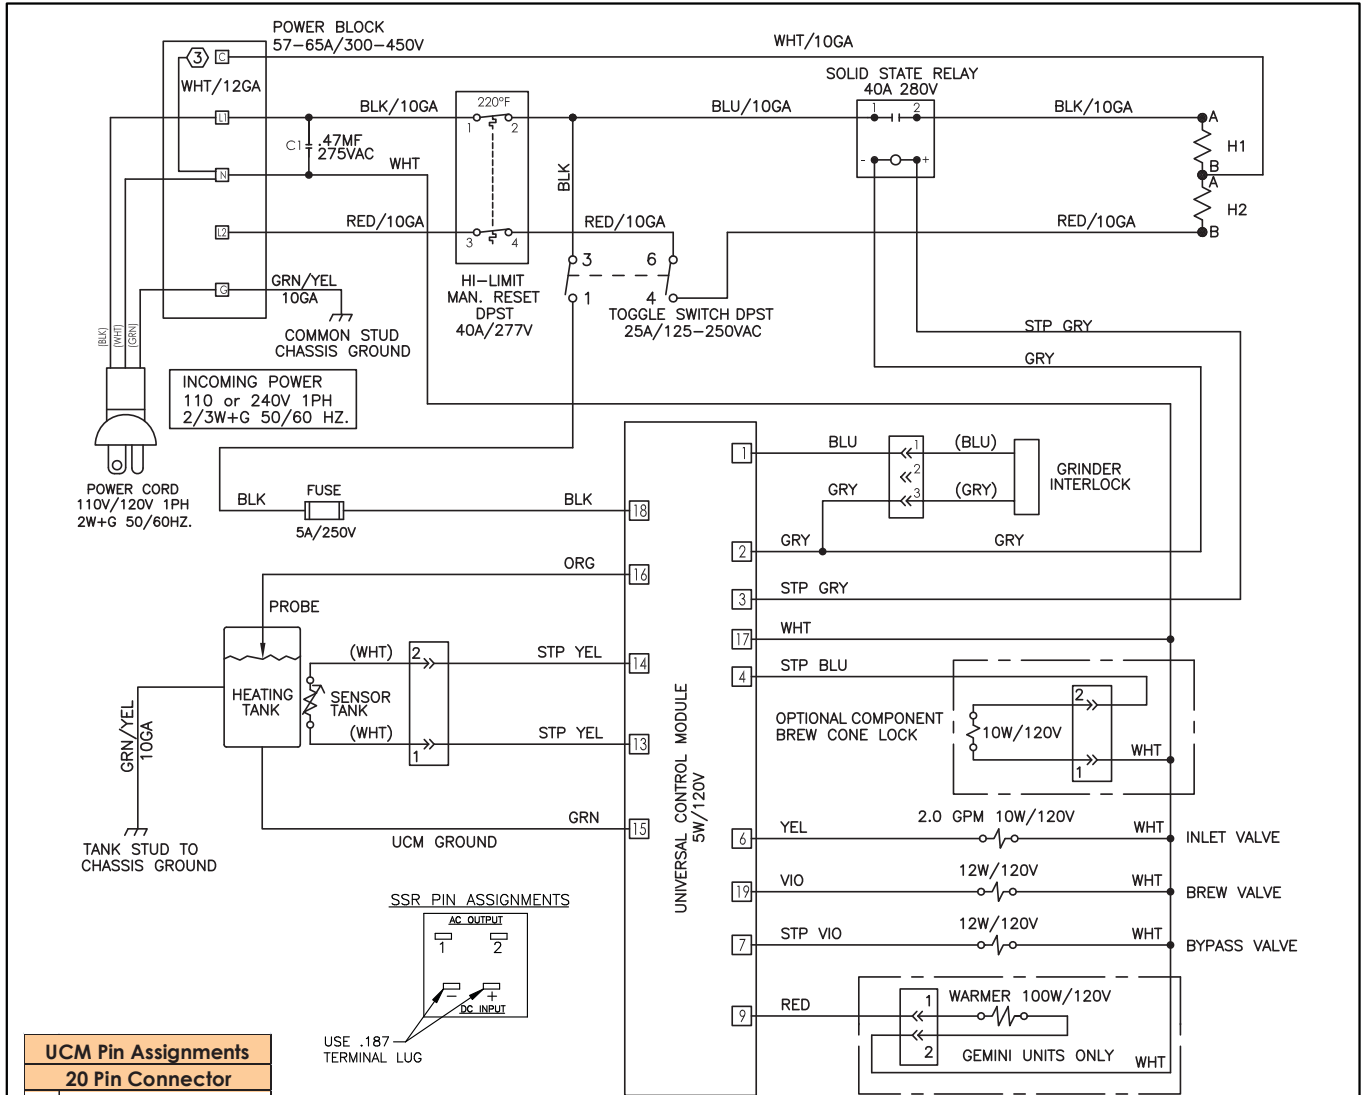 POWER BLOCK
57-65A/300-450V
WHT/10GA
3
C
WHT/12GA
SOLID STATE RELAY
40A 280V
1 2
- +
L1
BLK/10GA
220°F
1 2
BLU/10GA
BLK/10GA
A
H1
B
A
H2
B
C1
.47MF
275VAC
WHT
N
BLK
L2
RED/10GA
3 4
RED/10GA
RED/10GA
3
1
6
4
HI-LIMIT
MAN. RESET
DPST
40A/277V
TOGGLE SWITCH DPST
25A/125-250VAC
G
GRN/YEL
10GA
COMMON STUD
CHASSIS GROUND
(BLK)
(WHT)
(GRN)
STP GRY
GRY
INCOMING POWER
110 or 240V 1PH
2/3W+G 50/60 HZ.
POWER CORD
110V/120V 1PH
2W+G 50/60HZ.
BLK
FUSE
5A/250V
BLK
18
1
BLU
1
(BLU)
2
GRY
3
(GRY)
GRINDER
INTERLOCK
2
GRY
GRY
ORG
16
PROBE
3
STP GRY
17
WHT
4
STP BLU
HEATING
TANK
SENSOR
TANK
(WHT)
2
STP YEL
14
(WHT)
1
STP YEL
13
GRN/YEL
10GA
TANK STUD TO
CHASSIS GROUND
GRN
15
UCM GROUND
UNIVERSAL CONTROL MODULE
5W/120V
OPTIONAL COMPONENT
BREW CONE LOCK
10W/120V
2
1
WHT
6
YEL
2.0 GPM 10W/120V
WHT
INLET VALVE
19
VIO
12W/120V
WHT
BREW VALVE
7
STP VIO
12W/120V
WHT
BYPASS VALVE
9
RED
1
2
WARMER 100W/120V
GEMINI UNITS ONLY
WHT
SSR PIN ASSIGNMENTS
AC OUTPUT
1 2
- +
DC INPUT
USE .187
TERMINAL LUG
UCM Pin Assignments
20 Pin Connector